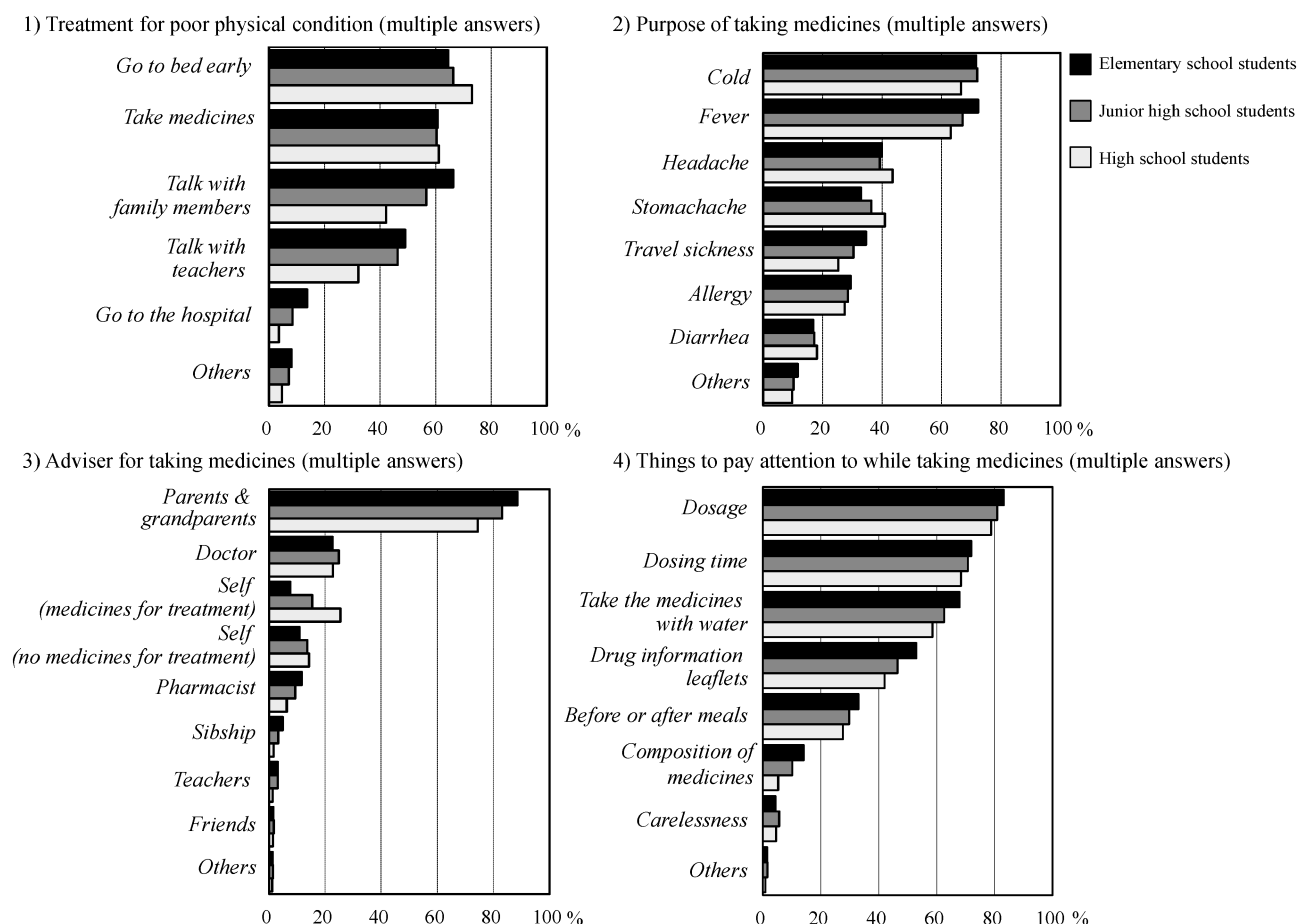 1) Treatment for poor physical condition (multiple answers)
Go to bed early
Take medicines
Talk with
family members
Talk with
teachers
Go to the hospital
Others
0 20 40 60 80 100 %
2) Purpose of taking medicines (multiple answers)
Cold
Fever
Headache
Stomachache
Travel sickness
Allergy
Diarrhea
Others
0 20 40 60 80 100 %
Elementary school students
Junior high school students
High school students
3) Adviser for taking medicines (multiple answers)
Parents &
grandparents
Doctor
Self
(medicines for treatment)
Self
(no medicines for treatment)
Pharmacist
Sibship
Teachers
Friends
Others
0 20 40 60 80 100 %
4) Things to pay attention to while taking medicines (multiple answers)
Dosage
Dosing time
Take the medicines
with water
Drug information
leaflets
Before or after meals
Composition of
medicines
Carelessness
Others
0 20 40 60 80 100 %